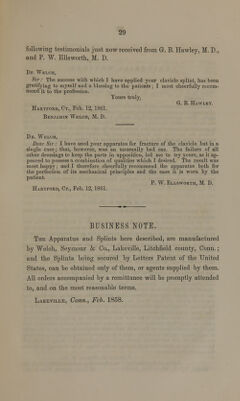 29
following testimonials just now received from G. B. Hawley, M. D.,
and P. W. Ellsworth, M. D.
Dr. Welch,
Sir: The success with which I have applied your clavicle splint, has been
gratifying to myself and a blessing to the patients; I most cheerfully recom-
mend it to the profession.
Yours truly,
G. B. Hawley.
Hartford, Ct., Feb. 12, 1861.
Benjamin Welch, M. D.
Dr. Welch,
Dear Sir: I have used your apparatus for fracture of the clavicle but in a
single case; that, however, was an unusually bad one. The failure of all
other dressings to keep the parts in apposition, led me to try yours, as it ap-
peared to possess a combination of qualities which I desired. The result was
most happy; and I therefore cheerfully recommend the apparatus both for
the perfection of its mechanical principles and the ease it is worn by the
patient.
P. W. Ellsworth, M. D.
Hartford, Ct., Feb. 12, 1861.
BUSINESS NOTE.
The Apparatus and Splints here described, are manufactured
by Welch, Seymour & Co., Lakeville, Litchfield county, Conn.;
and the Splints being secured by Letters Patent of the United
States, can be obtained only of them, or agents supplied by them.
All orders accompanied by a remittance will be promptly attended
to, and on the most reasonable terms.
Lakeville, Conn., Feb. 1858.